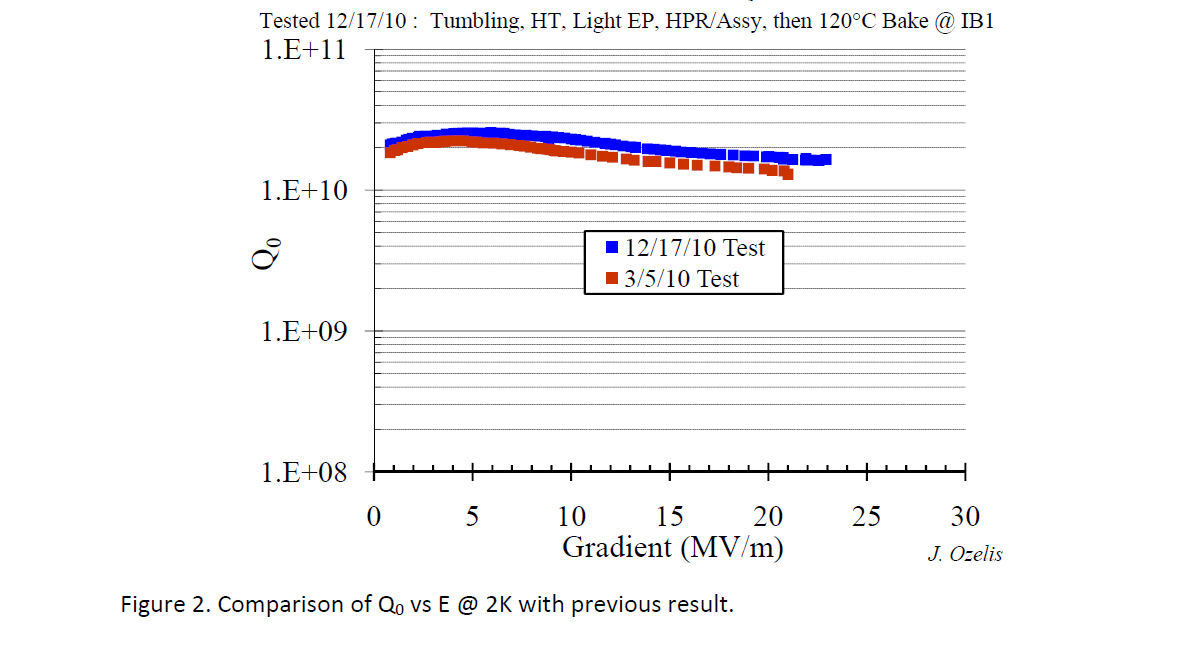 Tested 12/17/10 : Tumbling, HT, Light EP, HPR/Assy, then 120°C Bake @ IB1
1.E+11
1.E+10
Q0
12/17/10 Test
3/5/10 Test
1.E+09
1.E+08
0 5 10 15 20 25 30
Gradient (MV/m)
J. Ozelis
Figure 2. Comparison of Q0 vs E @ 2K with previous result.